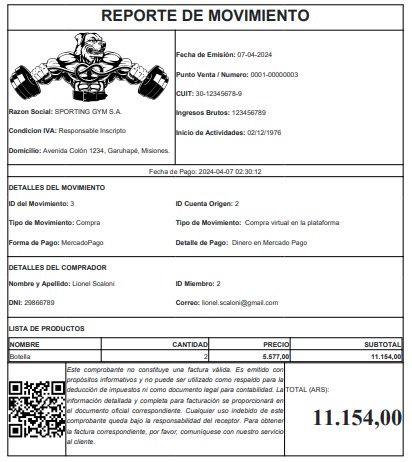 REPORTE DE MOVIMIENTO
Razon Social: SPORTING GYM S.A.
Condicion IVA: Responsable Inscripto
Domicilio: Avenida Colón 1234, Garuhapé, Misiones.
Fecha de Emisión: 07-04-2024
Punto Venta / Numero: 0001-00000003
CUIT: 30-12345678-9
Ingresos Brutos: 123456789
Inicio de Actividades: 02/12/1976
Fecha de Pago: 2024-04-07 02:30:12
DETALLES DEL MOVIMIENTO
ID del Movimiento: 3 ID Cuenta Origen: 2
Tipo de Movimiento: Compra Tipo de Movimiento: Compra virtual en la plataforma
Forma de Pago: MercadoPago Detalle de Pago: Dinero en Mercado Pago
DETALLES DEL COMPRADOR
Nombre y Apellido: Lionel Scaloni ID Miembro: 2
DNI: 29866789 Correo: lionel.scaloni@gmail.com
LISTA DE PRODUCTOS
NOMBRE CANTIDAD PRECIO SUBTOTAL
Botella 2 5.577,00 11.154,00
Este comprobante no constituye una factura válida. Es emitido con
propósitos informativos y no puede ser utilizado como respaldo para la
deducción de impuestos ni como documento legal para contabilidad. La
información detallada y completa para facturación se proporcionará en
el documento oficial correspondiente. Cualquier uso indebido de este
comprobante queda bajo la responsabilidad del receptor. Para obtener
la factura correspondiente, por favor, comuníquese con nuestro servicio
al cliente.
TOTAL (ARS):
11.154,00